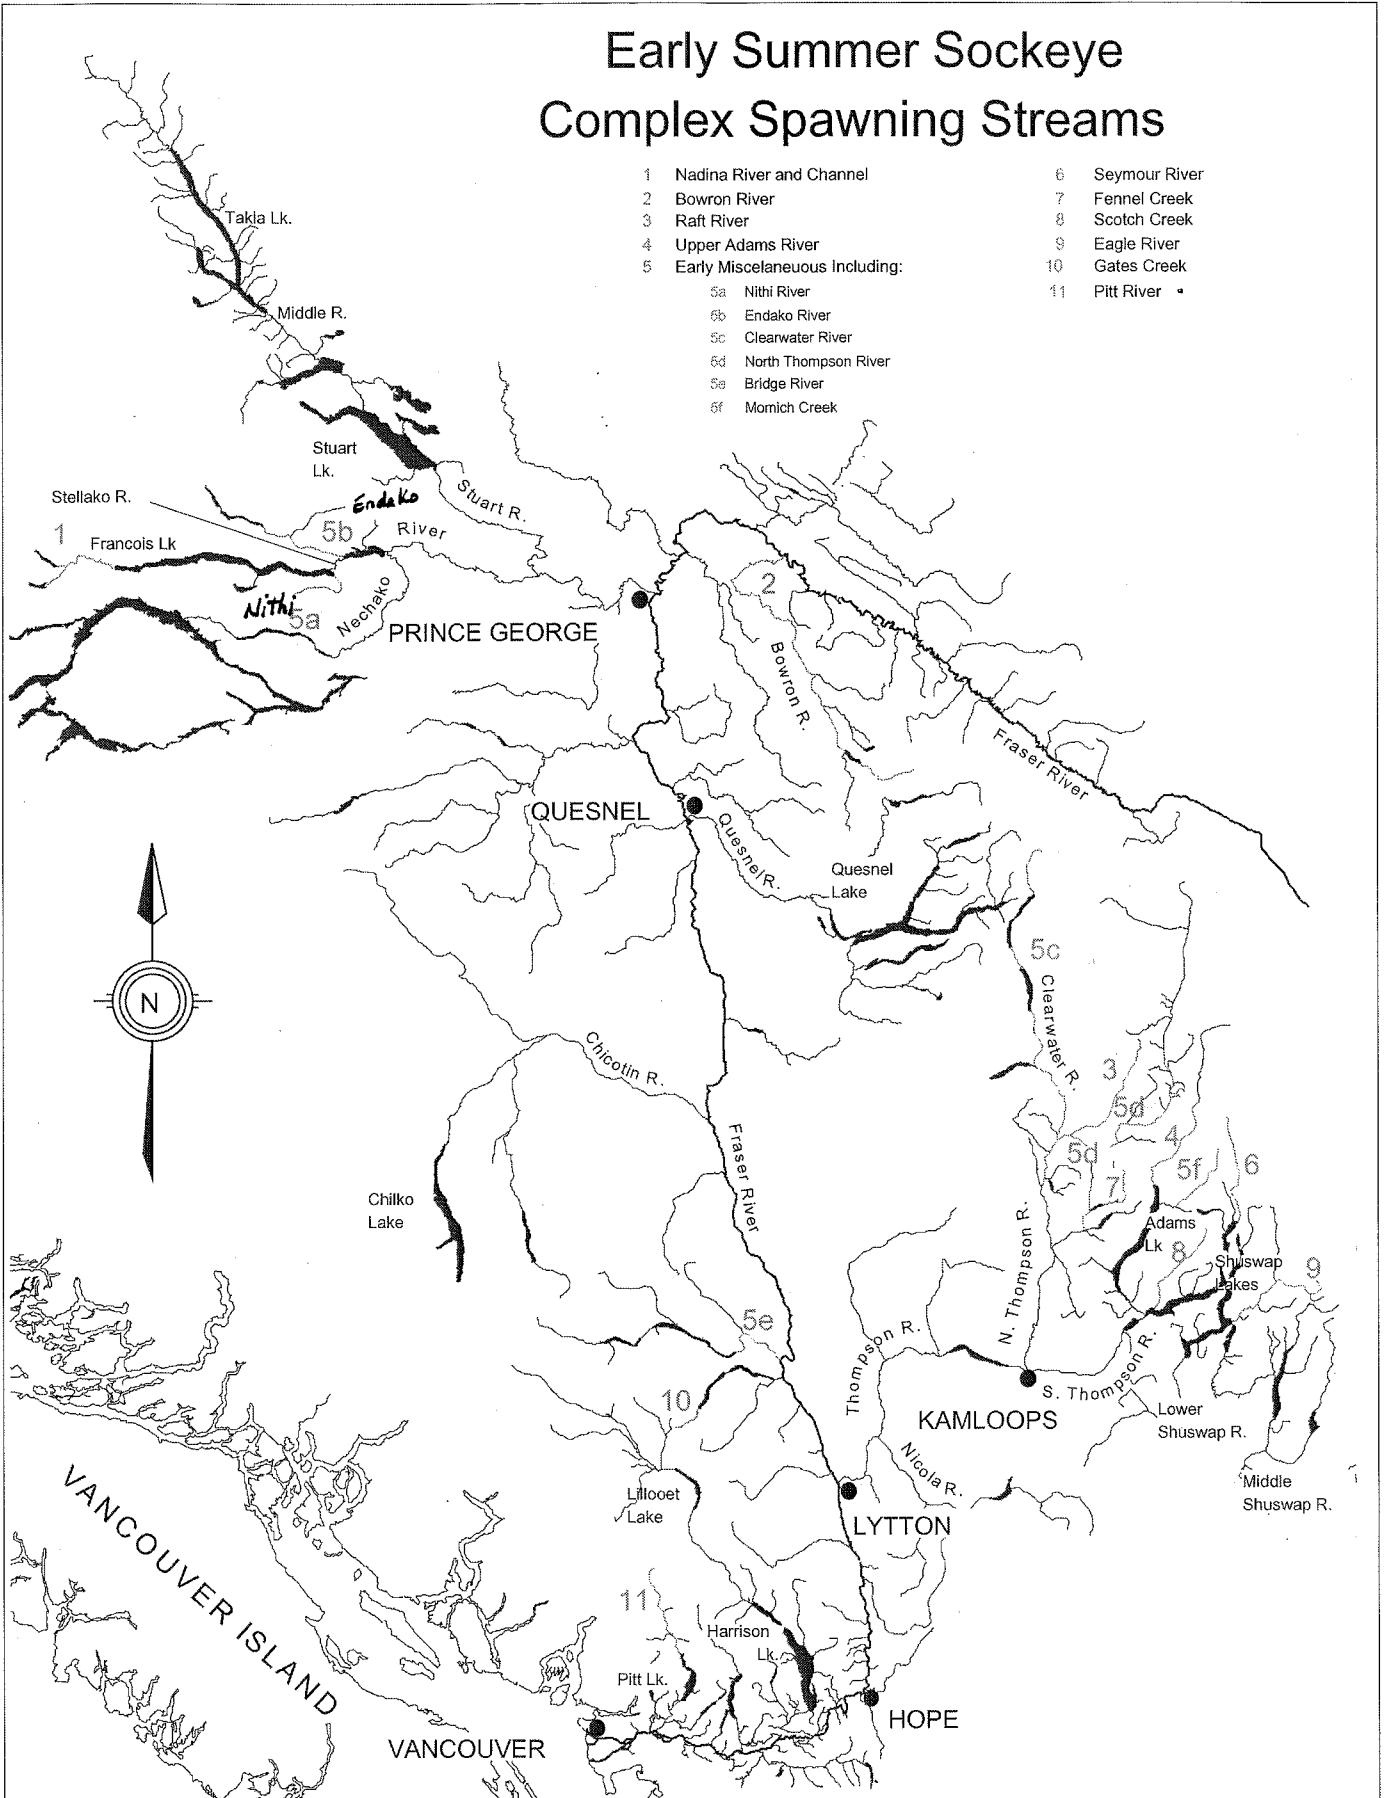 Early Summer Sockeye
Complex Spawning Streams
1 Nadina River and Channel
2 Bowron River
3 Raft River
4 Upper Adams River
5 Early Miscelaneuous Including:
5a Nithi River
5b Endako River
5c Clearwater River
5d North Thompson River
5e Bridge River
5f Momich Creek
6 Seymour River
7 Fennel Creek
8 Scotch Creek
9 Eagle River
10 Gates Creek
11 Pitt River
Takla Lk.
Middle R.
Stuart
Lk.
Stuart R.
Stellako R.
Endako
River
5b
1
Francois Lk
Nithi
5a
Nechako
PRINCE GEORGE
2
Bowron R.
Fraser River
QUESNEL
Quesnel R.
Quesnel
Lake
5c
Clearwater R.
N
Chicotin R.
3
5d
4
5d
5f
6
7
Fraser River
Chilko
Lake
N. Thompson R.
Adams
Lk
8
Shuswap
Lakes
9
5e
Thompson R.
S. Thompson R.
10
KAMLOOPS
Lower
Shuswap R.
Nicola R.
Middle
Shuswap R.
Lillooet
Lake
LYTTON
VANCOUVER ISLAND
11
Harrison
Lk.
Pitt Lk.
HOPE
VANCOUVER